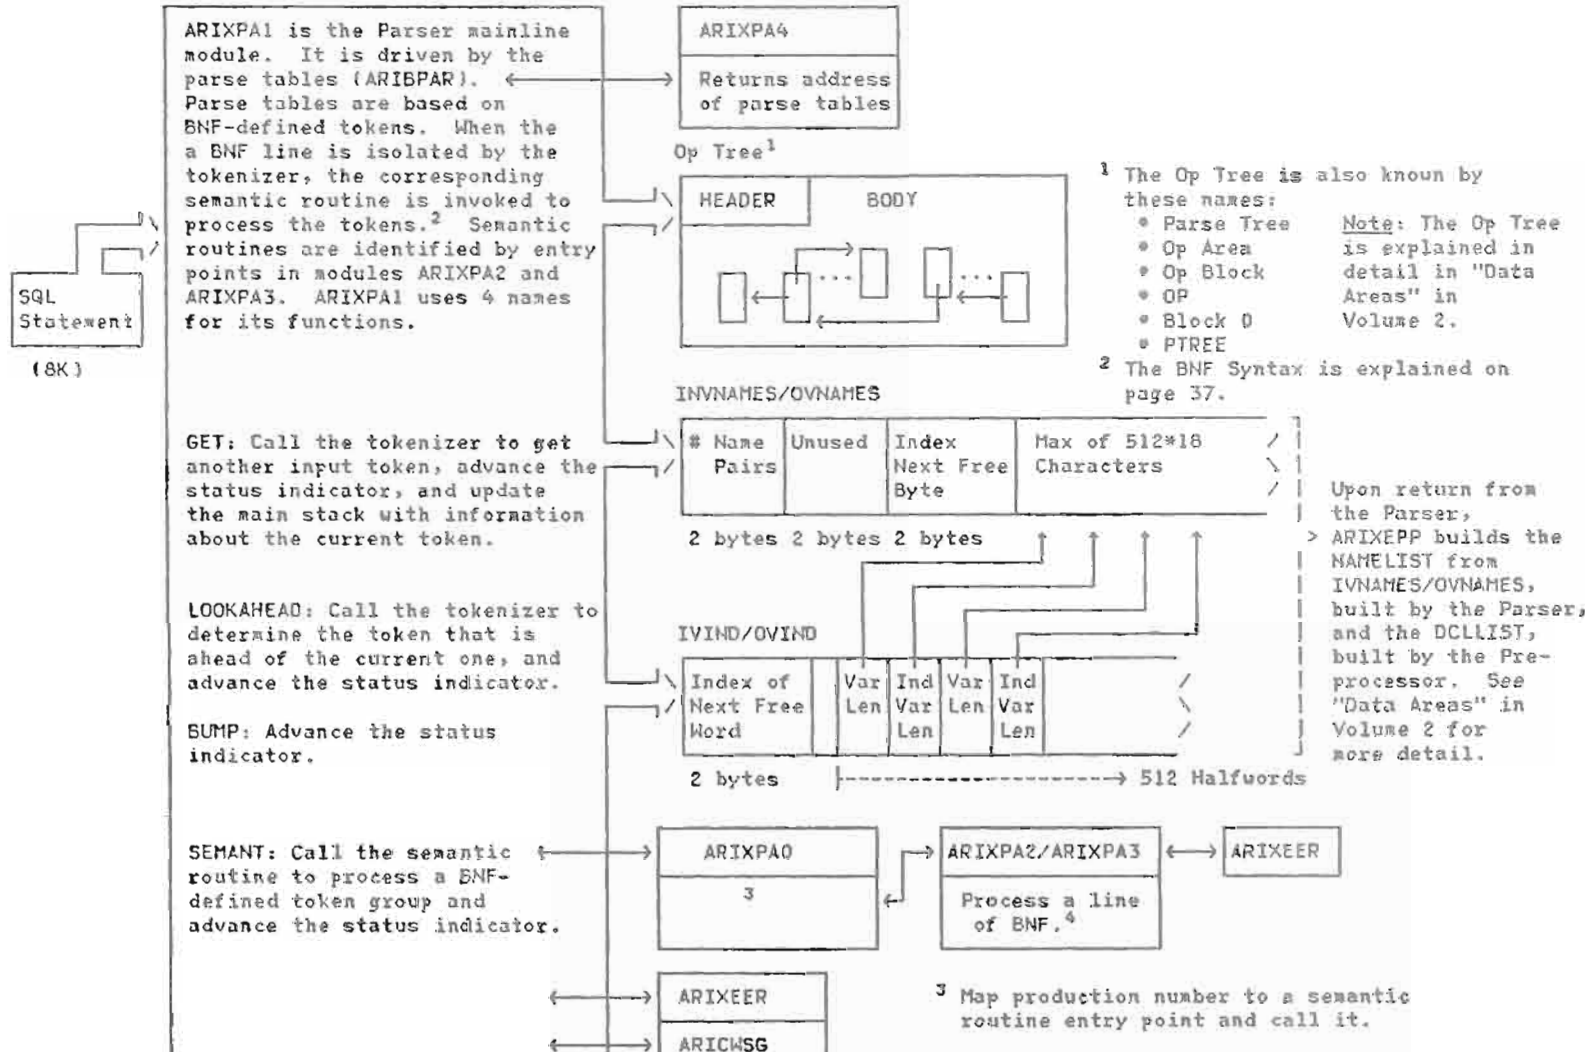 ARIXPA1 is the Parser mainline
module. It is driven by the
parse tables (ARIBPAR).
Parse tables are based on
BNF-defined tokens. When the
a BNF line is isolated by the
tokenizer, the corresponding
semantic routine is invoked to
process the tokens.2 Semantic
routines are identified by entry
points in modules ARIXPA2 and
ARIXPA3. ARIXPA1 uses 4 names
for its functions.
SQL
Statement
(8K)
GET: Call the tokenizer to get
another input token, advance the
status indicator, and update
the main stack with information
about the current token.
LOOKAHEAD: Call the tokenizer to
determine the token that is
ahead of the current one, and
advance the status indicator.
BUMP: Advance the status
indicator.
SEMANT: Call the semantic
routine to process a BNF-
defined token group and
advance the status indicator.
ARIXPA4
Returns address
of parse tables
Op Tree1
HEADER BODY
... ...
INVNAMES/OVNAMES
# Name Pairs
Unused
Index
Next Free
Byte
Max of 512*18
Characters
2 bytes 2 bytes 2 bytes
IVIND/OVIND
Index of
Next Free
Word
Var
Len
Ind
Var
Len
Var
Len
Ind
Var
Len
2 bytes
512 Halfwords
ARIXPA0
3
ARIXPA2/ARIXPA3
Process a line
of BNF.4
ARIXEER
ARIXEER
ARICWSG
1 The Op Tree is also known by
these names:
• Parse Tree
• Op Area
• Op Block
• OP
• Block 0
• PTREE
Note: The Op Tree
is explained in
detail in "Data
Areas" in
Volume 2.
2 The BNF Syntax is explained on
page 37.
Upon return from
the Parser,
> ARIXEPP builds the
NAMELIST from
IVNAMES/OVNAMES,
built by the Parser,
and the DCLLIST,
built by the Pre-
processor. See
"Data Areas" in
Volume 2 for
more detail.
3 Map production number to a semantic
routine entry point and call it.